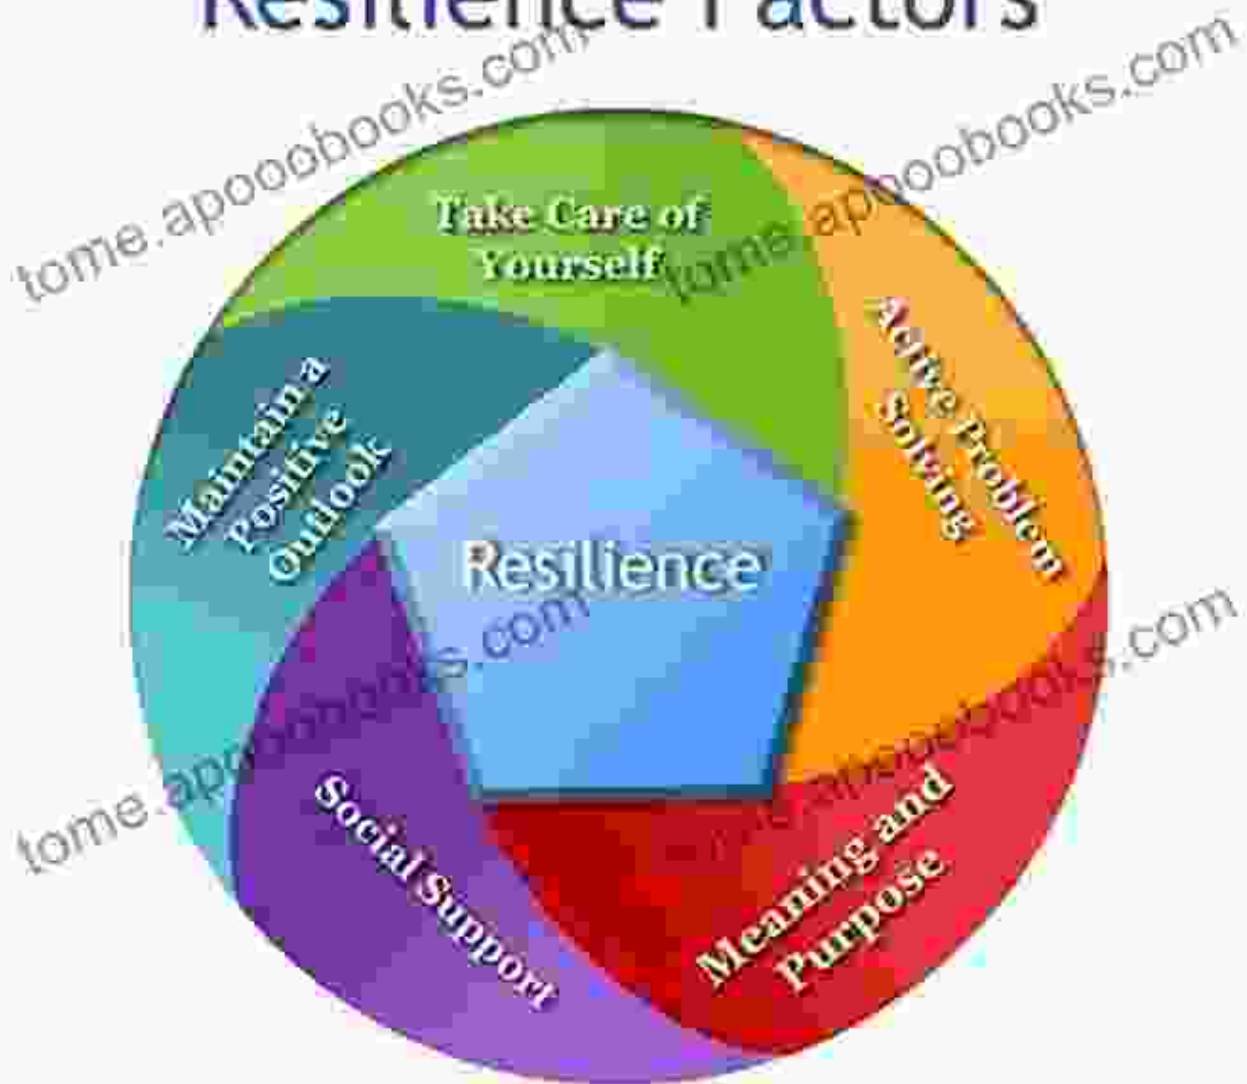 Resilience Factors
tome.apoobooks.com
tome.apoobooks.com
Take Care of
Yourself
Active Problem
Solving
Maintain a
Positive
Outlook
Resilience
tome.apoobooks.com
tome.apoobooks.com
Social Support
Meaning and
Purpose